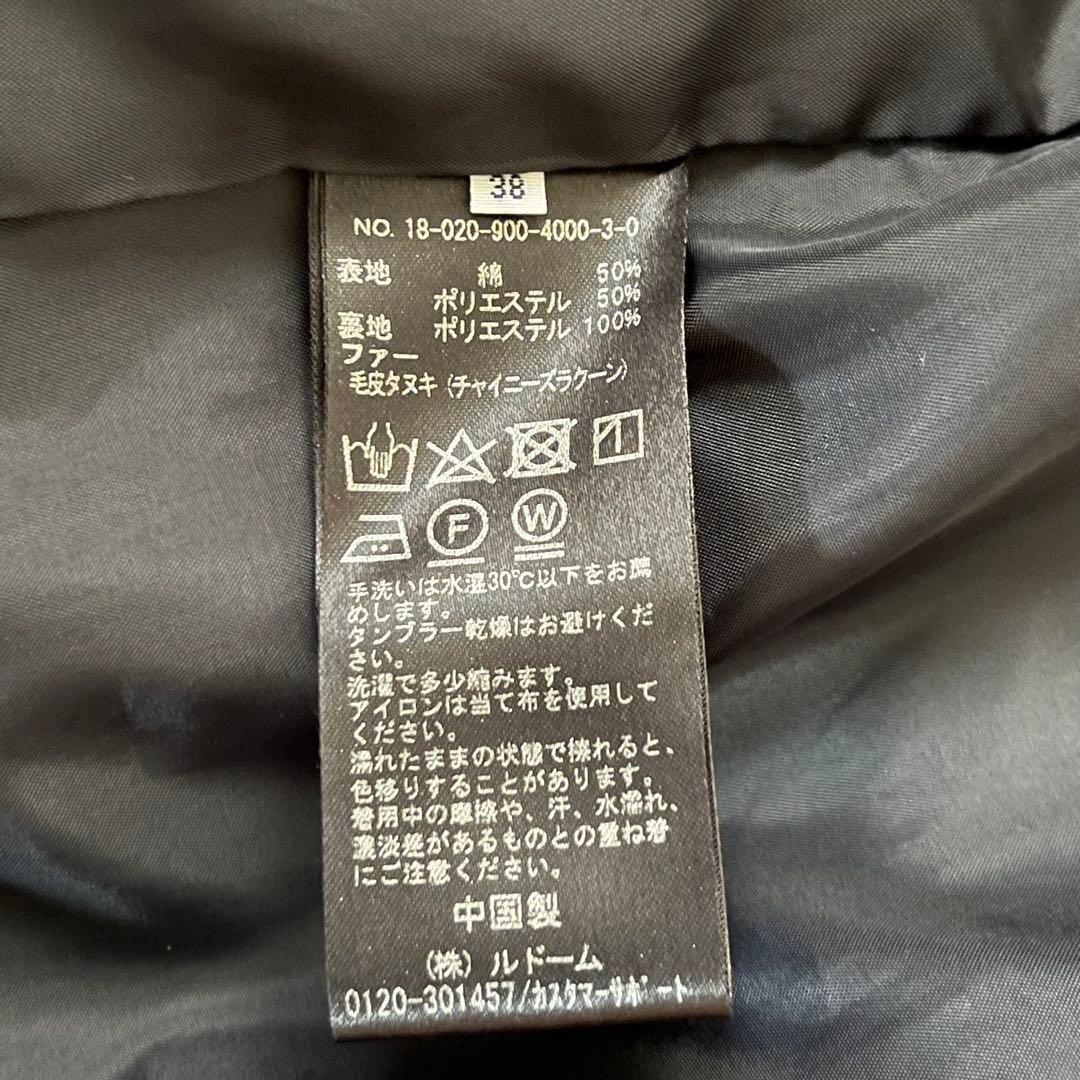 38
NO. 18-020-900-4000-3-0
表地 綿 50%
ポリエステル 50%
裏地 ポリエステル 100%
ファー
毛皮タヌキ (チャイニーズラクーン)
F W
手洗いは水温30℃以下をお薦
めします。
タンブラー乾燥はお避けくだ
さい。
洗濯で多少縮みます。
アイロンは当て布を使用して
ください。
濡れたままの状態で擦れると、
色移りすることがあります。
着用中の摩擦や、汗、水濡れ、
濃淡差があるものとの重ね着
にご注意ください。
中国製
(株) ルドーム
0120-301457/カスタマーサポート